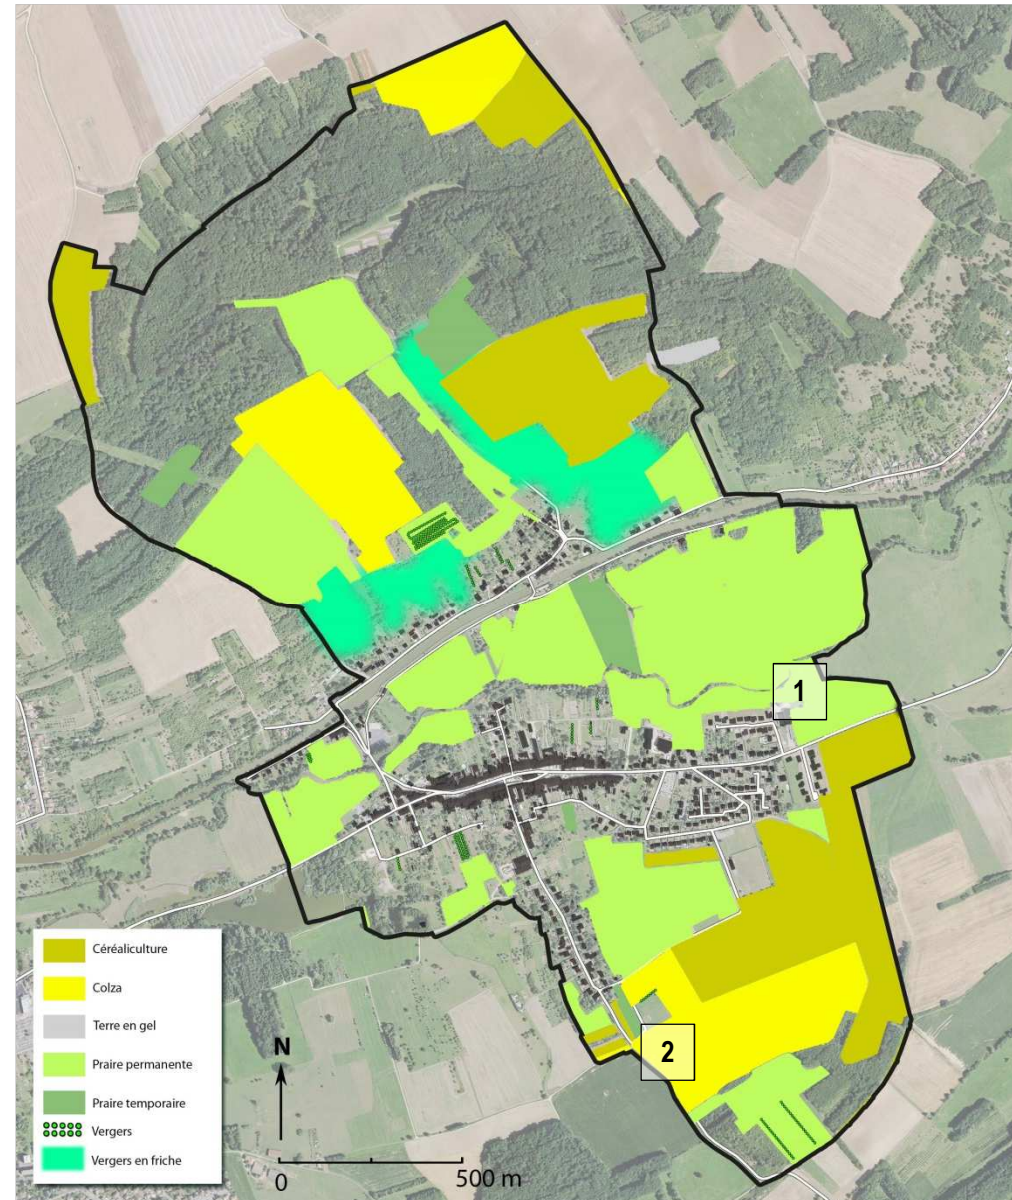 1
2
Céréaliculture
Colza
Terre en gel
Praire permanente
Praire temporaire
Vergers
Vergers en friche
N
0
500 m